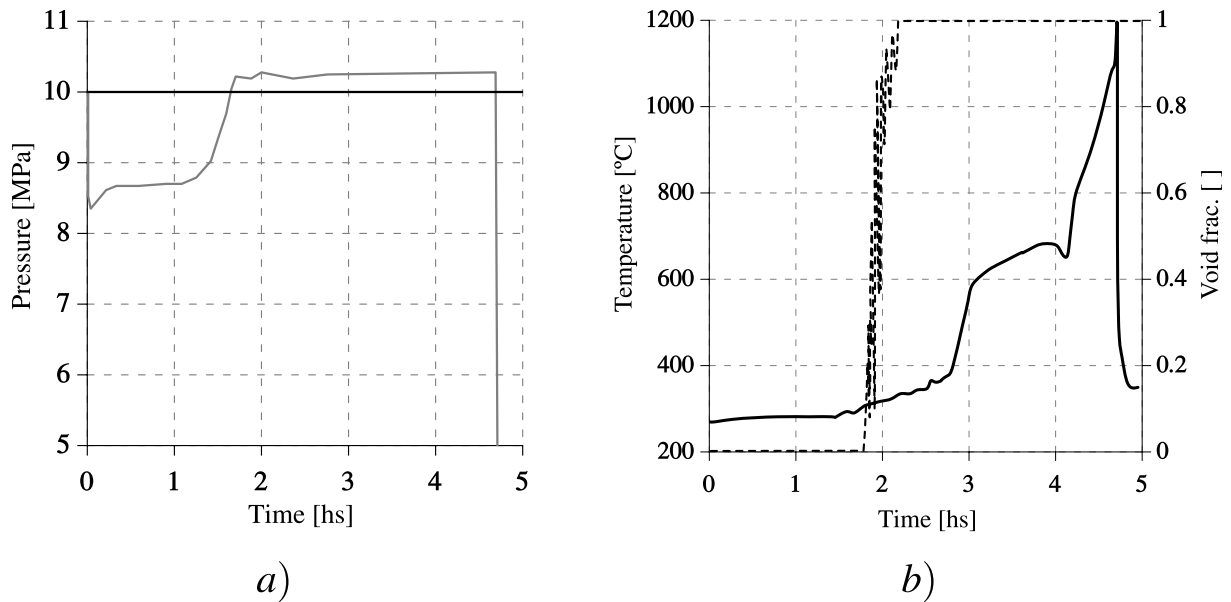 11
10
9
8
7
6
5
Pressure [MPa]
0 1 2 3 4 5
Time [hs]
a)
1200
1000
800
600
400
200
Temperature [ºC]
1
0.8
0.6
0.4
0.2
0
Void frac. [ ]
0 1 2 3 4 5
Time [hs]
b)